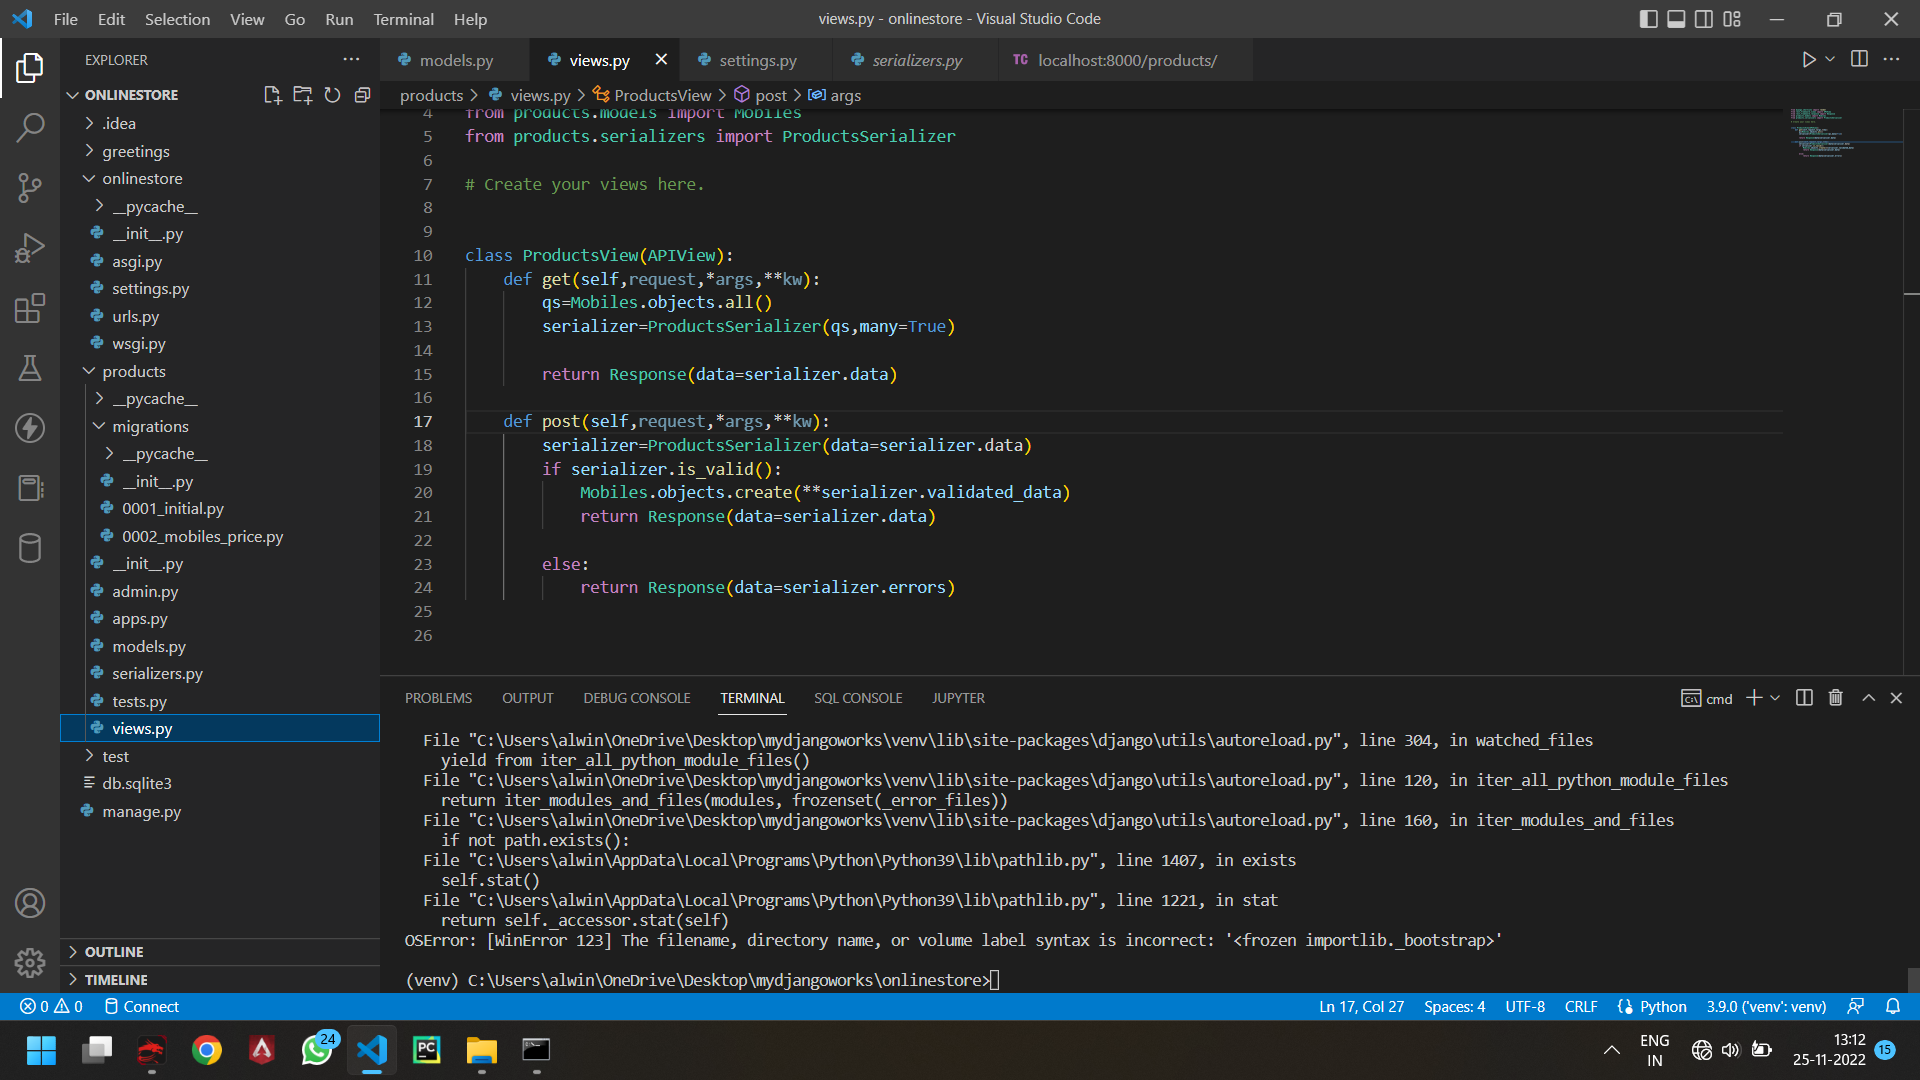 File Edit Selection View Go Run Terminal Help
views.py - onlinestore - Visual Studio Code
EXPLORER
ONLINESTORE
.idea
greetings
onlinestore
__pycache__
__init__.py
asgi.py
settings.py
urls.py
wsgi.py
products
__pycache__
migrations
__pycache__
__init__.py
0001_initial.py
0002_mobiles_price.py
__init__.py
admin.py
apps.py
models.py
serializers.py
tests.py
views.py
test
db.sqlite3
manage.py
OUTLINE
TIMELINE
models.py views.py settings.py serializers.py TC localhost:8000/products/
products > views.py > ProductsView > post > args
4 from products.models import Mobiles
5 from products.serializers import ProductsSerializer
6
7 # Create your views here.
8
9
10 class ProductsView(APIView):
11 def get(self,request,*args,**kw):
12 qs=Mobiles.objects.all()
13 serializer=ProductsSerializer(qs,many=True)
14
15 return Response(data=serializer.data)
16
17 def post(self,request,*args,**kw):
18 serializer=ProductsSerializer(data=serializer.data)
19 if serializer.is_valid():
20 Mobiles.objects.create(**serializer.validated_data)
21 return Response(data=serializer.data)
22
23 else:
24 return Response(data=serializer.errors)
25
26
PROBLEMS OUTPUT DEBUG CONSOLE TERMINAL SQL CONSOLE JUPYTER
cmd
File "C:\Users\alwin\OneDrive\Desktop\mydjangoworks\venv\lib\site-packages\django\utils\autoreload.py", line 304, in watched_files
yield from iter_all_python_module_files()
File "C:\Users\alwin\OneDrive\Desktop\mydjangoworks\venv\lib\site-packages\django\utils\autoreload.py", line 120, in iter_all_python_module_files
return iter_modules_and_files(modules, frozenset(_error_files))
File "C:\Users\alwin\OneDrive\Desktop\mydjangoworks\venv\lib\site-packages\django\utils\autoreload.py", line 160, in iter_modules_and_files
if not path.exists():
File "C:\Users\alwin\AppData\Local\Programs\Python\Python39\lib\pathlib.py", line 1407, in exists
self.stat()
File "C:\Users\alwin\AppData\Local\Programs\Python\Python39\lib\pathlib.py", line 1221, in stat
return self._accessor.stat(self)
OSError: [WinError 123] The filename, directory name, or volume label syntax is incorrect: '<frozen importlib._bootstrap>'
(venv) C:\Users\alwin\OneDrive\Desktop\mydjangoworks\onlinestore>
0 0 Connect
Ln 17, Col 27 Spaces: 4 UTF-8 CRLF Python 3.9.0 ('venv': venv)
24
PC
ENG
IN
13:12
25-11-2022
15